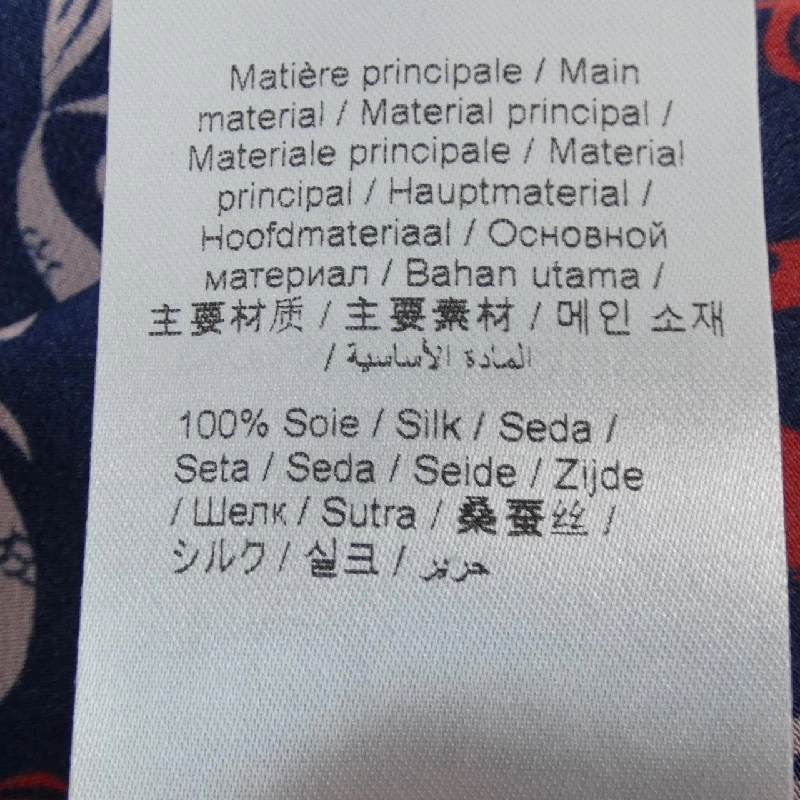 Matière principale / Main
material / Material principal /
Materiale principale / Material
principal / Hauptmaterial /
Hoofdmateriaal / Основной
материал / Bahan utama /
主要材质 / 主要素材 / 메인 소재
/ المادة الأساسية
100% Soie / Silk / Seda /
Seta / Seda / Seide / Zijde
/ Шелк / Sutra / 桑蚕丝 /
シルク / 실크 / حرير